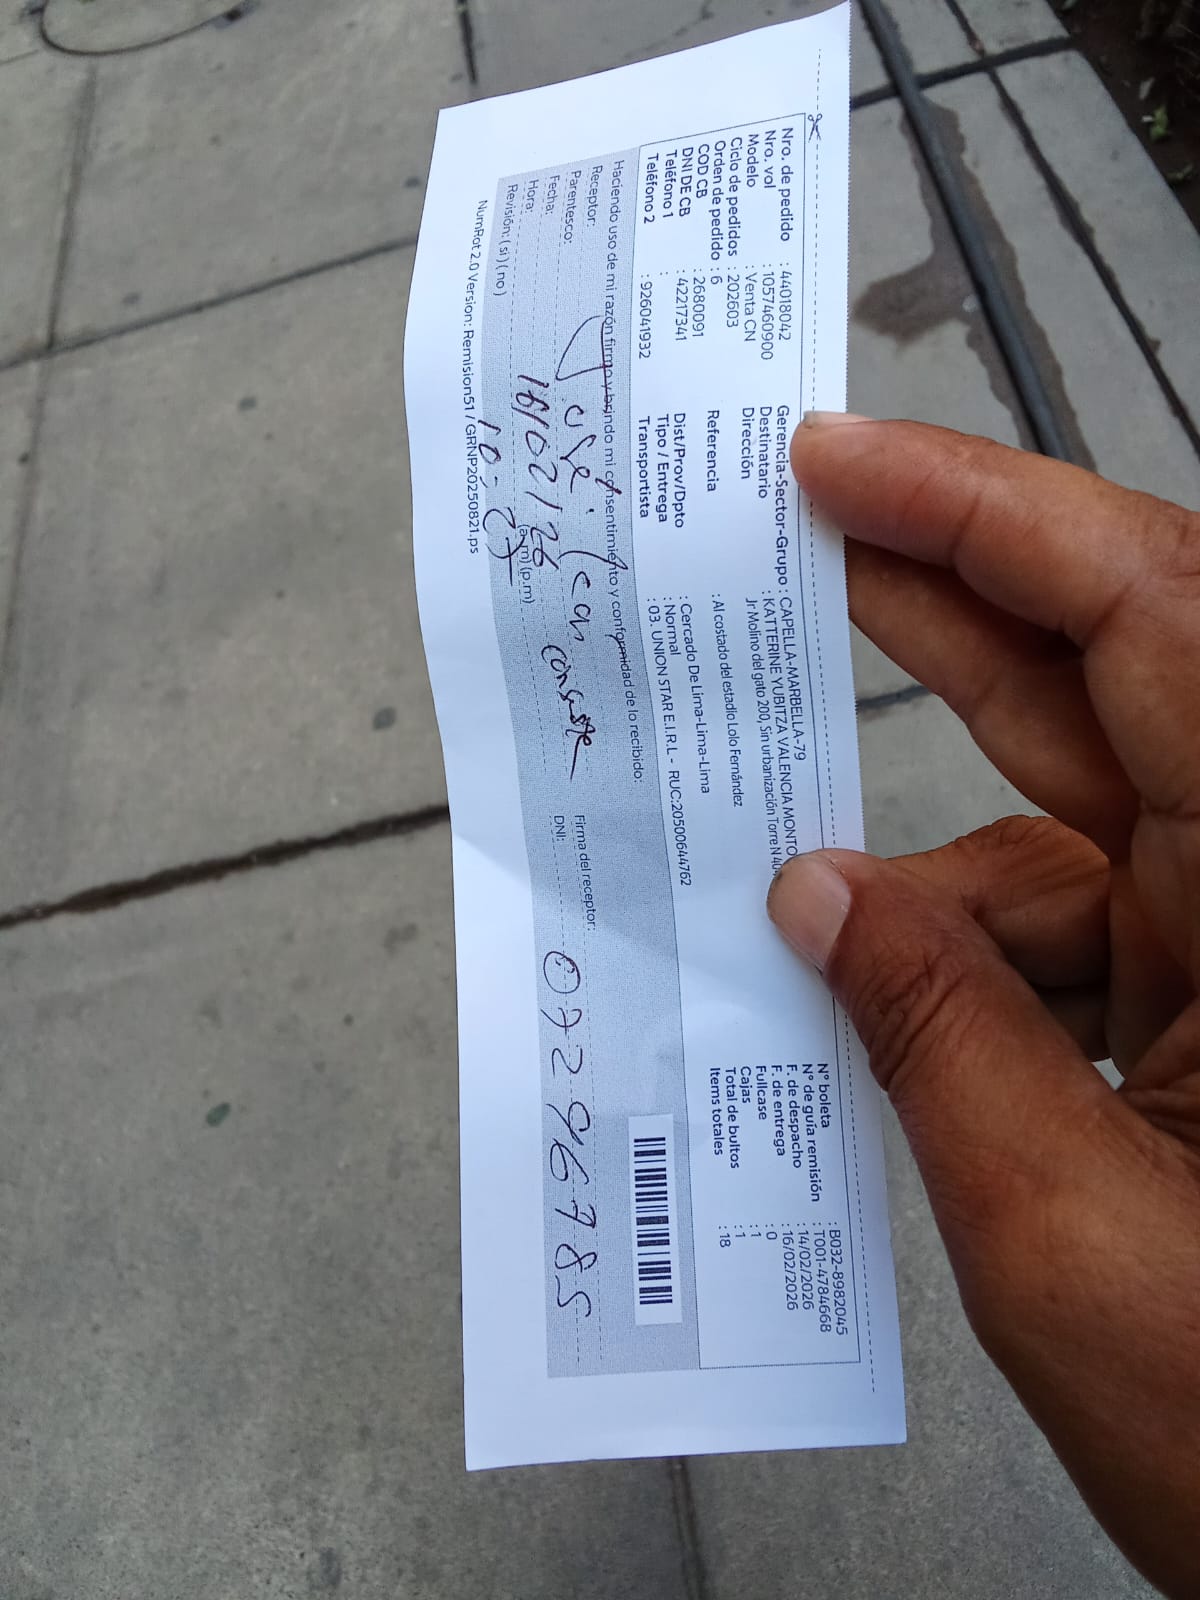 Nro. de pedido : 44018042
Nro. vol : 1057460900
Modelo : Venta CN
Ciclo de pedidos : 202603
Orden de pedido : 6
COD CB : 2680091
DNI DE CB : 42217341
Teléfono 1 :
Teléfono 2 : 926041932
Gerencia-Sector-Grupo : CAPELLA-MARBELLA-79
Destinatario : KATTERINE YUBITZA VALENCIA MONTO
Dirección Jr Molino del gato 200, Sin urbanización Torre N 40
Referencia : Al costado del estadio Lolo Fernández
Dist/Prov/Dpto : Cercado De Lima-Lima-Lima
Tipo / Entrega : Normal
Transportista : 03. UNION STAR E.I.R.L - RUC:20500644762
N° boleta : B032-8982045
N° de guía remisión : T001-4784668
F. de despacho : 14/02/2026
F. de entrega : 16/02/2026
Fullcase : 0
Cajas : 1
Total de bultos : 1
Items totales : 18
Haciendo uso de mi razón firmo y brindo mi consentimiento y conformidad de lo recibido:
Receptor: José
Firma del receptor:
Parentesco:
DNI: 07296785
Fecha: 16/02/26
Hora: 10: (a.m) (p.m)
Revisión: ( si ) ( no )
NumRot 2.0 Version: Remision51 / GRNP20250821.ps